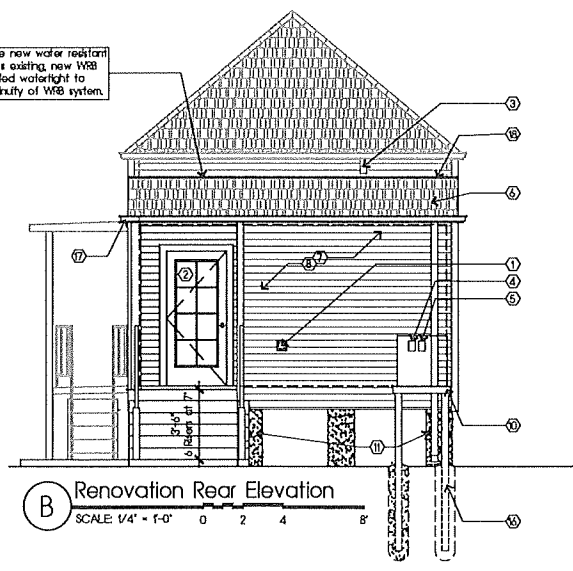 e new water resistant
s existing, new WRB
ed watertight to
nuity of WRB system.
3
18
6
17
2
8
7
1
4
5
3'-6"
6 Risers at 7"
10
11
16
B
Renovation Rear Elevation
SCALE: 1/4" = 1'-0"
0 2 4 8'